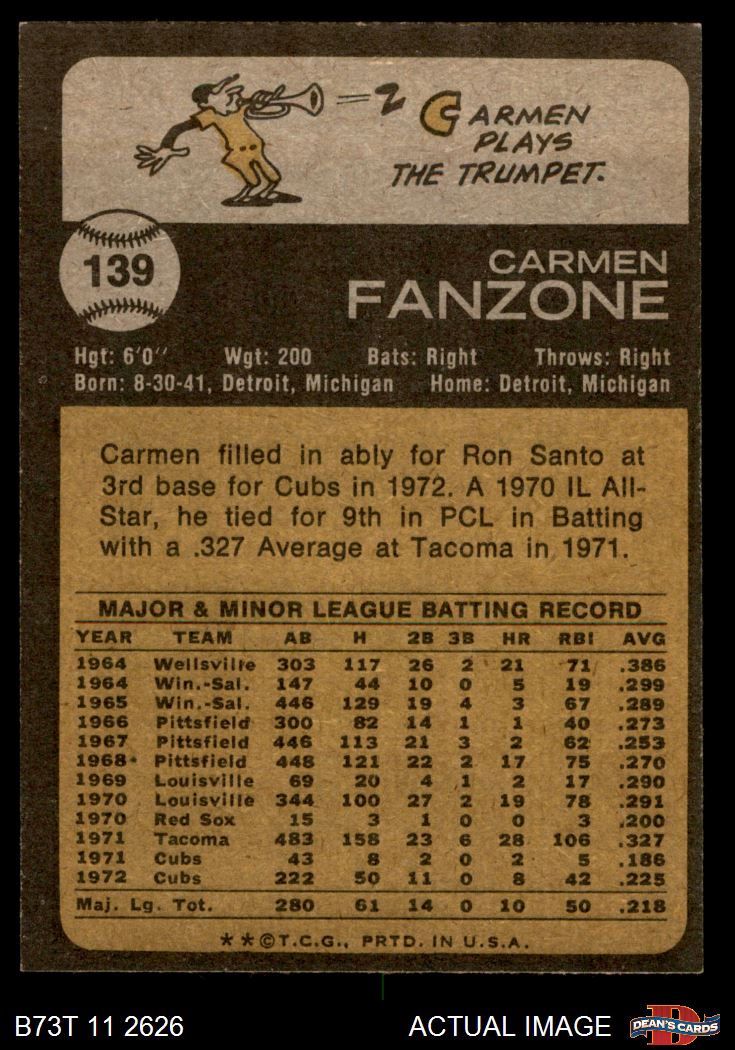 CARMEN
PLAYS
THE TRUMPET.
139
CARMEN
FANZONE
Hgt: 6'0'' Wgt: 200 Bats: Right Throws: Right
Born: 8-30-41, Detroit, Michigan Home: Detroit, Michigan
Carmen filled in ably for Ron Santo at
3rd base for Cubs in 1972. A 1970 IL All-
Star, he tied for 9th in PCL in Batting
with a .327 Average at Tacoma in 1971.
MAJOR & MINOR LEAGUE BATTING RECORD
YEAR TEAM AB H 2B 3B HR RBI AVG
1964 Wellsville 303 117 26 2 21 71 .386
1964 Win.-Sal. 147 44 10 0 5 19 .299
1965 Win.-Sal. 446 129 19 4 3 67 .289
1966 Pittsfield 300 82 14 1 1 40 .273
1967 Pittsfield 446 113 21 3 2 62 .253
1968* Pittsfield 448 121 22 2 17 75 .270
1969 Louisville 69 20 4 1 2 17 .290
1970 Louisville 344 100 27 2 19 78 .291
1970 Red Sox 15 3 1 0 0 3 .200
1971 Tacoma 483 158 23 6 28 106 .327
1971 Cubs 43 8 2 0 2 5 .186
1972 Cubs 222 50 11 0 8 42 .225
Maj. Lg. Tot. 280 61 14 0 10 50 .218
**©T.C.G., PRTD. IN U.S.A.
B73T 11 2626 ACTUAL IMAGE
D
DEAN'S CARDS